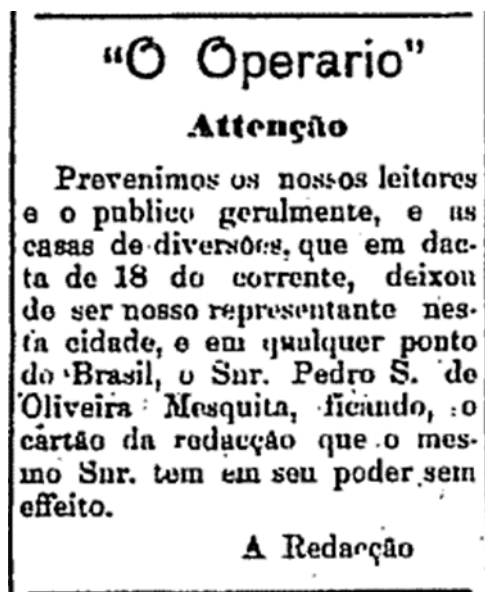 “O Operario”
Attenção
Prevenimos os nossos leitores
e o publico geralmente, e as
casas de diversões, que em dac-
ta de 18 do corrente, deixou
de ser nosso representante nes-
ta cidade, e em qualquer ponto
do Brasil, o Snr. Pedro S. de
Oliveira Mesquita, ficando, o
cartão da redacção que o mes-
mo Snr. tem em seu poder sem
effeito.
A Redacção